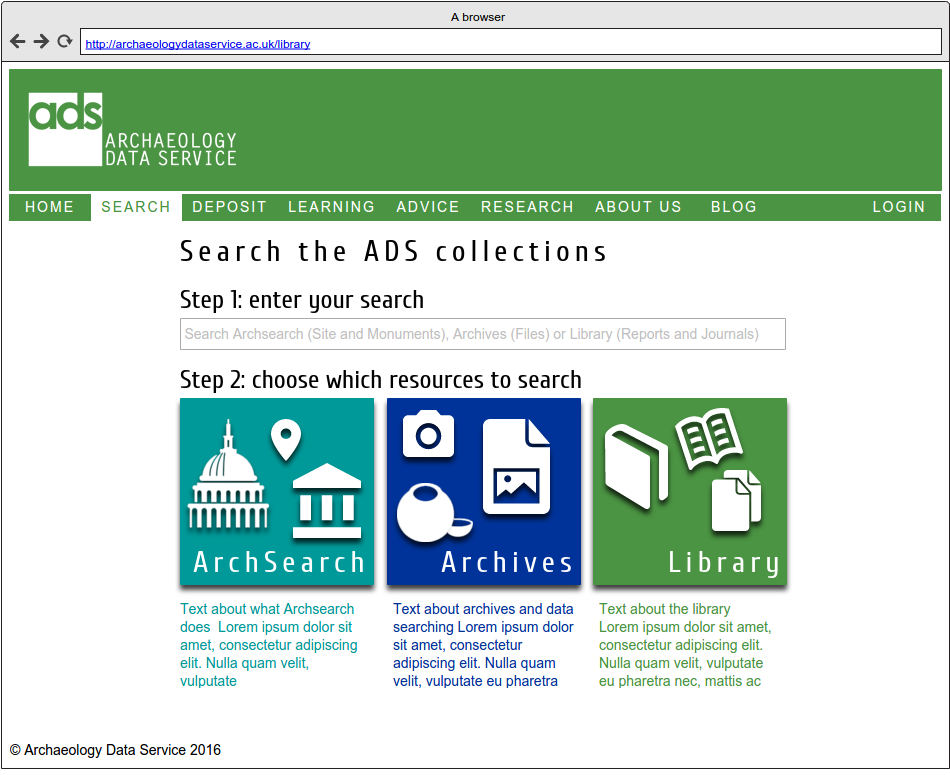 A browser
http://archaeologydataservice.ac.uk/library
ads
ARCHAEOLOGY
DATA SERVICE
HOME SEARCH DEPOSIT LEARNING ADVICE RESEARCH ABOUT US BLOG LOGIN
Search the ADS collections
Step 1: enter your search
Search Archsearch (Site and Monuments), Archives (Files) or Library (Reports and Journals)
Step 2: choose which resources to search
ArchSearch
Archives
Library
Text about what Archsearch
does Lorem ipsum dolor sit
amet, consectetur adipiscing
elit. Nulla quam velit,
vulputate
Text about archives and data
searching Lorem ipsum dolor
sit amet, consectetur
adipiscing elit. Nulla quam
velit, vulputate eu pharetra
Text about the library
Lorem ipsum dolor sit amet,
consectetur adipiscing elit.
Nulla quam velit, vulputate
eu pharetra nec, mattis ac
© Archaeology Data Service 2016